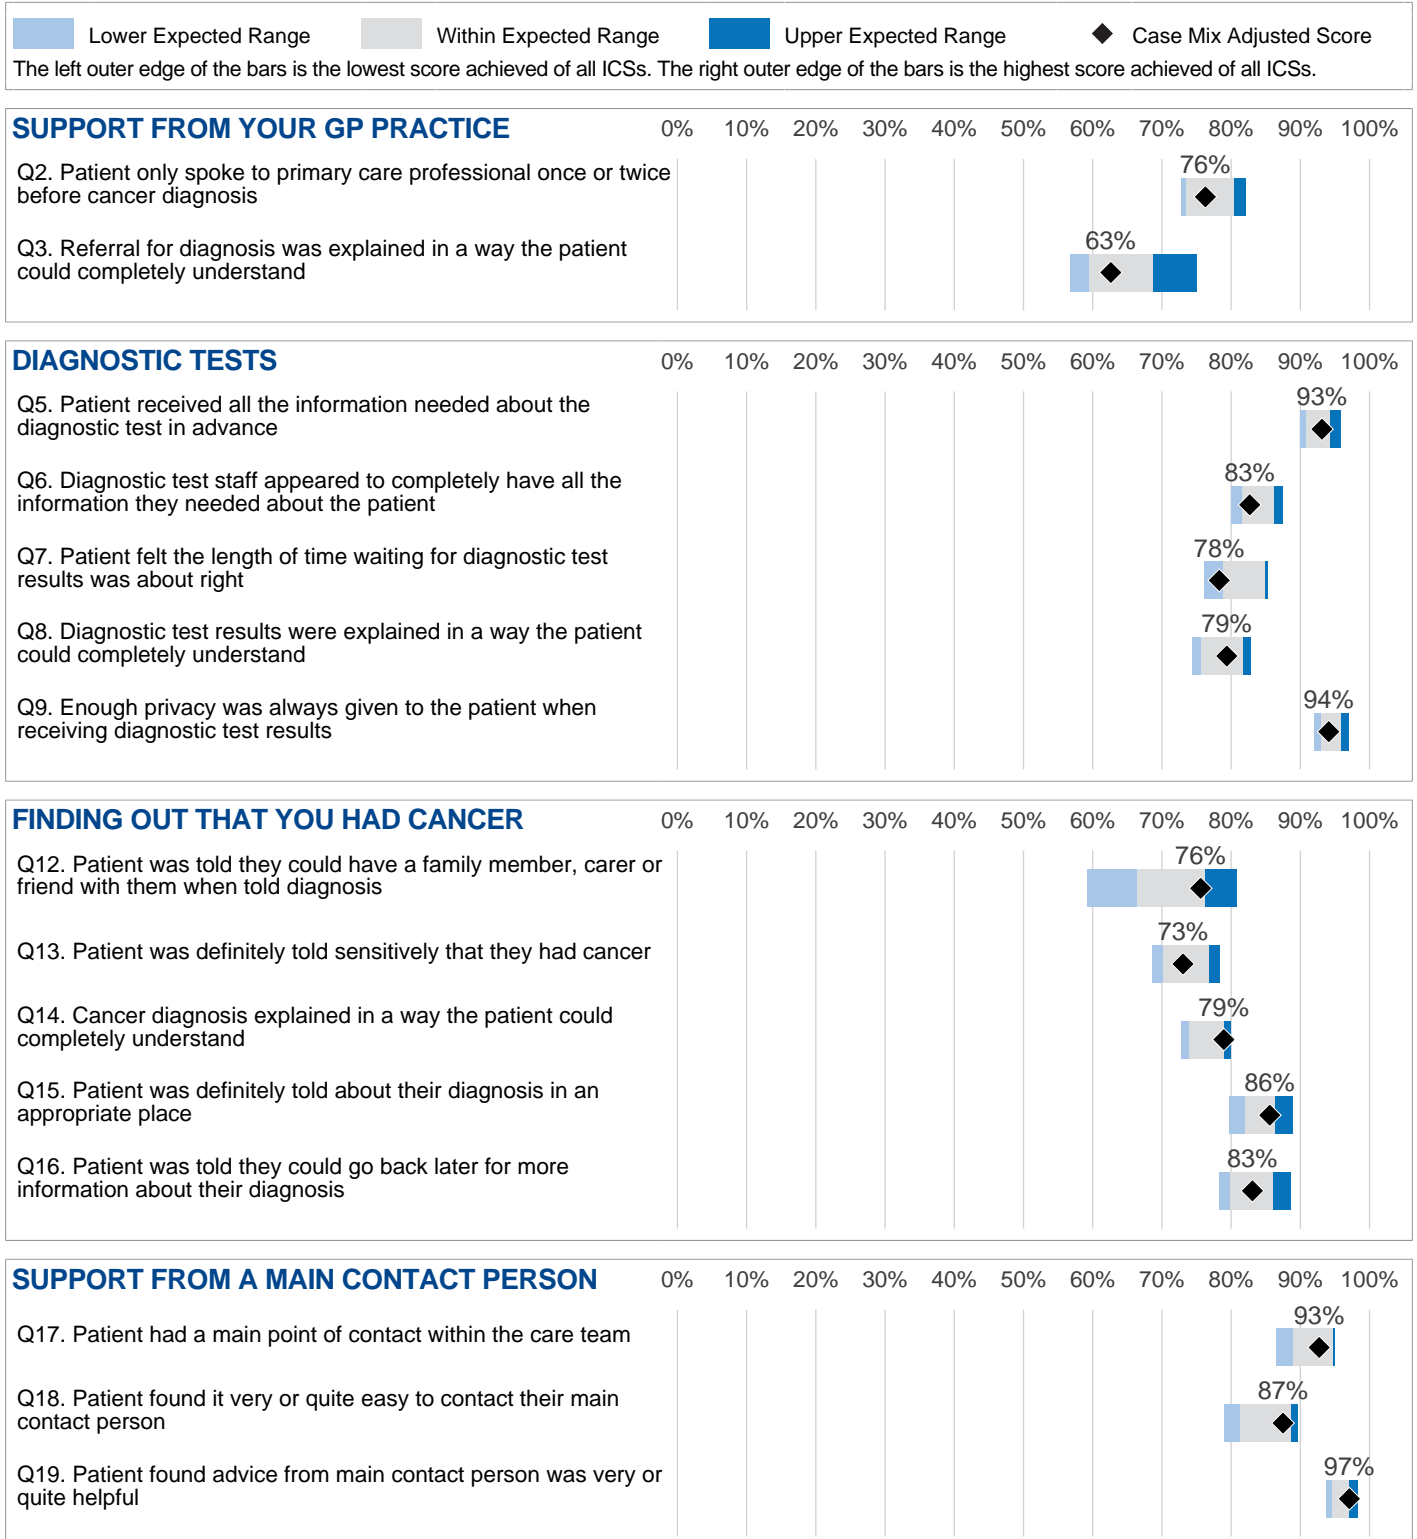 Lower Expected Range Within Expected Range Upper Expected Range Case Mix Adjusted Score
The left outer edge of the bars is the lowest score achieved of all ICSs. The right outer edge of the bars is the highest score achieved of all ICSs.
SUPPORT FROM YOUR GP PRACTICE 0% 10% 20% 30% 40% 50% 60% 70% 80% 90% 100%
76%
Q2. Patient only spoke to primary care professional once or twice
before cancer diagnosis
63%
Q3. Referral for diagnosis was explained in a way the patient
could completely understand
DIAGNOSTIC TESTS 0% 10% 20% 30% 40% 50% 60% 70% 80% 90% 100%
93%
Q5. Patient received all the information needed about the
diagnostic test in advance
83%
Q6. Diagnostic test staff appeared to completely have all the
information they needed about the patient
78%
Q7. Patient felt the length of time waiting for diagnostic test
results was about right
79%
Q8. Diagnostic test results were explained in a way the patient
could completely understand
94%
Q9. Enough privacy was always given to the patient when
receiving diagnostic test results
FINDING OUT THAT YOU HAD CANCER 0% 10% 20% 30% 40% 50% 60% 70% 80% 90% 100%
76%
Q12. Patient was told they could have a family member, carer or
friend with them when told diagnosis
73%
Q13. Patient was definitely told sensitively that they had cancer
79%
Q14. Cancer diagnosis explained in a way the patient could
completely understand
86%
Q15. Patient was definitely told about their diagnosis in an
appropriate place
83%
Q16. Patient was told they could go back later for more
information about their diagnosis
SUPPORT FROM A MAIN CONTACT PERSON 0% 10% 20% 30% 40% 50% 60% 70% 80% 90% 100%
93%
Q17. Patient had a main point of contact within the care team
87%
Q18. Patient found it very or quite easy to contact their main
contact person
97%
Q19. Patient found advice from main contact person was very or
quite helpful